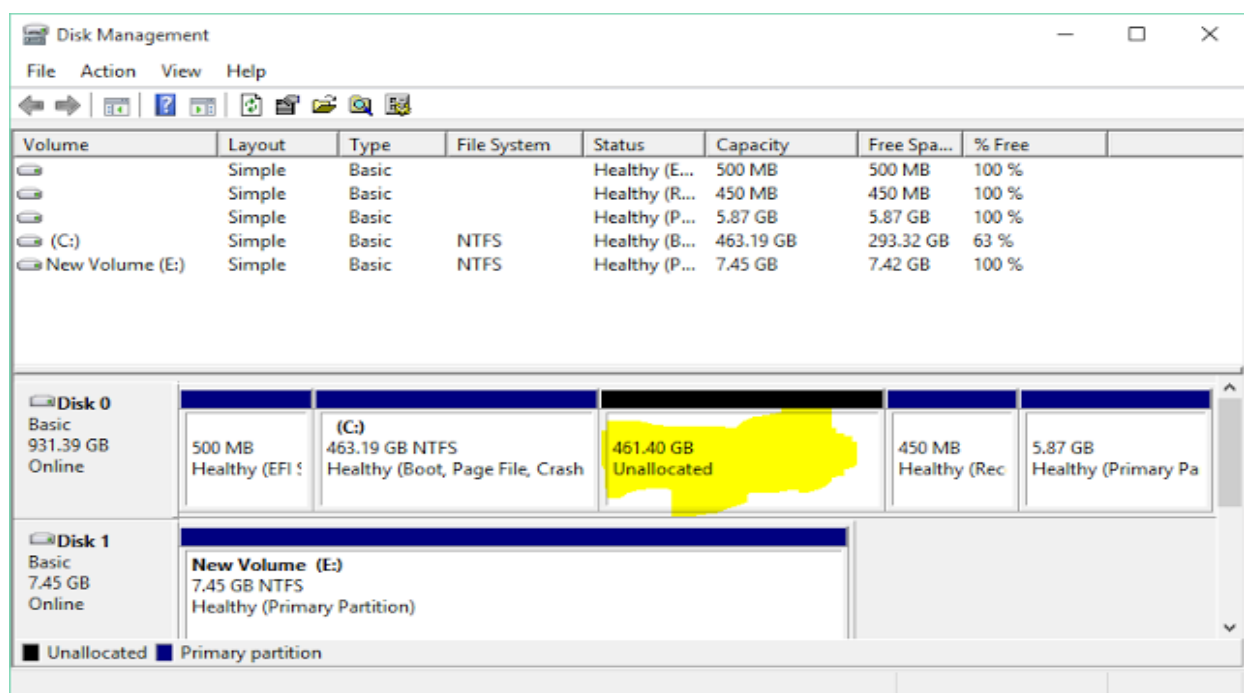 Disk Management
File Action View Help
Volume Layout Type File System Status Capacity Free Spa... % Free
Simple Basic Healthy (E... 500 MB 500 MB 100 %
Simple Basic Healthy (R... 450 MB 450 MB 100 %
Simple Basic Healthy (P... 5.87 GB 5.87 GB 100 %
(C:) Simple Basic NTFS Healthy (B... 463.19 GB 293.32 GB 63 %
New Volume (E:) Simple Basic NTFS Healthy (P... 7.45 GB 7.42 GB 100 %
Disk 0
Basic
931.39 GB
Online
500 MB
Healthy (EFI S
(C:)
463.19 GB NTFS
Healthy (Boot, Page File, Crash
461.40 GB
Unallocated
450 MB
Healthy (Rec
5.87 GB
Healthy (Primary Pa
Disk 1
Basic
7.45 GB
Online
New Volume (E:)
7.45 GB NTFS
Healthy (Primary Partition)
Unallocated Primary partition